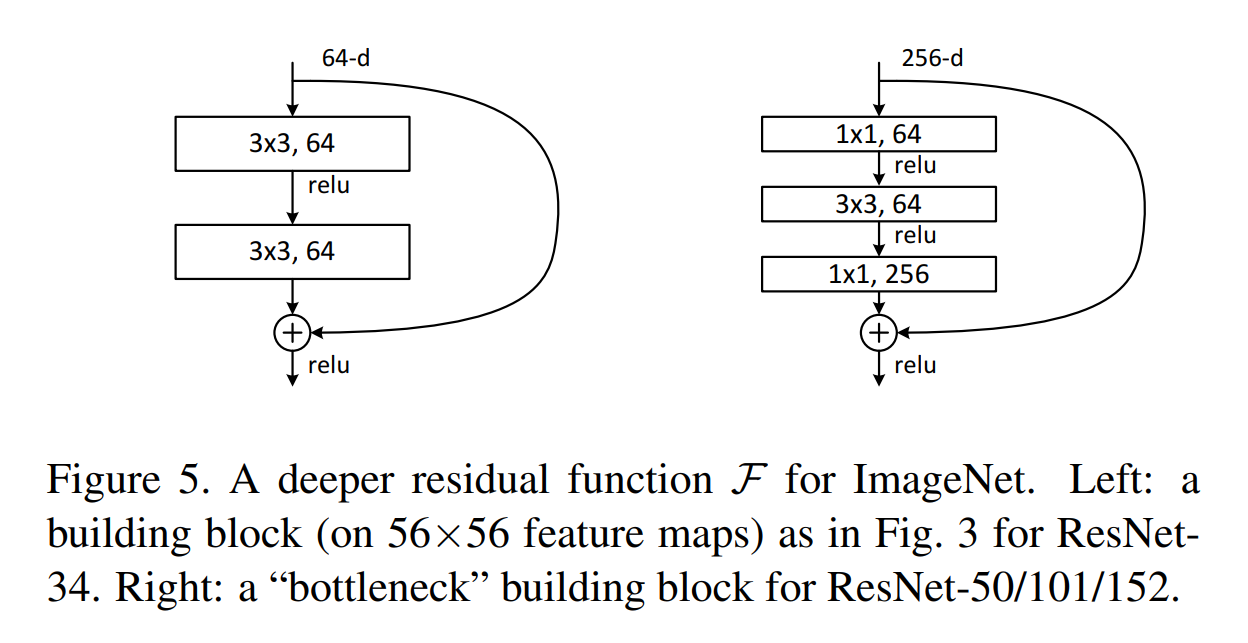 64-d
3x3, 64
relu
3x3, 64
+
relu
256-d
1x1, 64
relu
3x3, 64
relu
1x1, 256
+
relu
Figure 5. A deeper residual function ℱ for ImageNet. Left: a
building block (on 56×56 feature maps) as in Fig. 3 for ResNet-
34. Right: a “bottleneck” building block for ResNet-50/101/152.